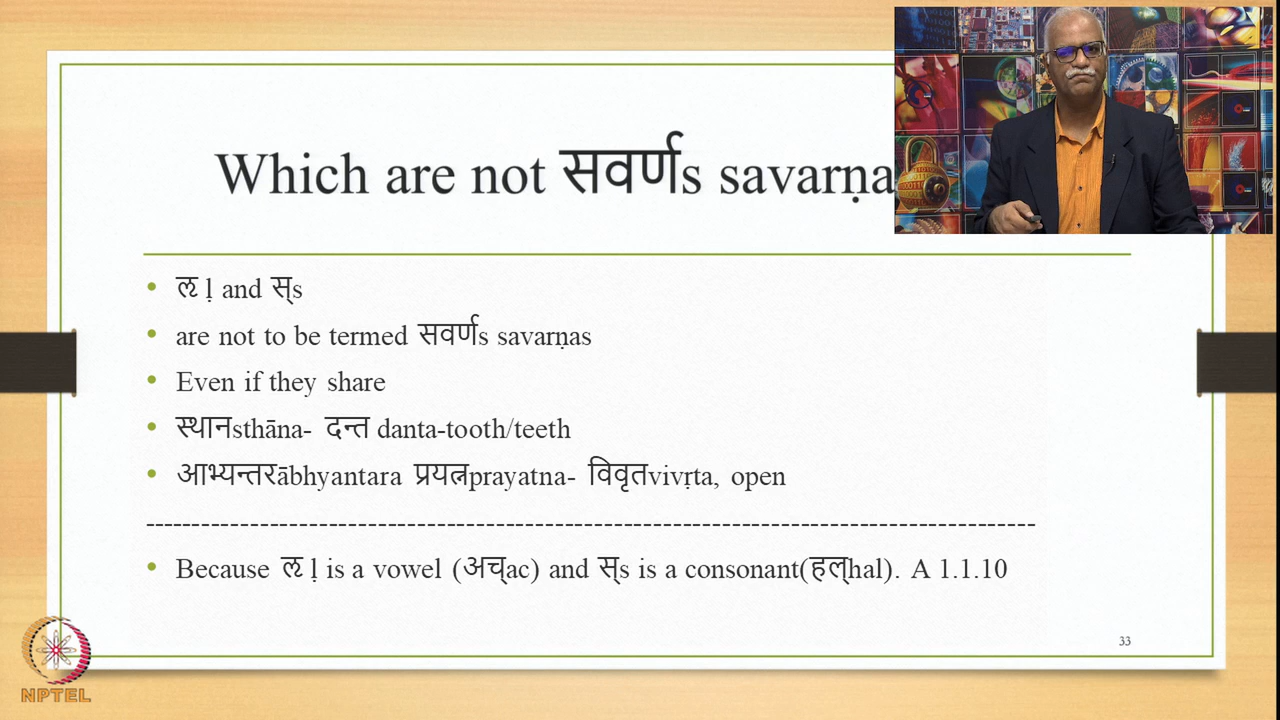 Which are not सवर्णs savarṇa
ऌ ḷ and स्s
are not to be termed सवर्णs savarṇas
Even if they share
स्थानsthāna- दन्त danta-tooth/teeth
आभ्यन्तरābhyantara प्रयत्नprayatna- विवृतvivṛta, open
Because ऌ ḷ is a vowel (अच्ac) and स्s is a consonant(हल्hal). A 1.1.10
33
NPTEL